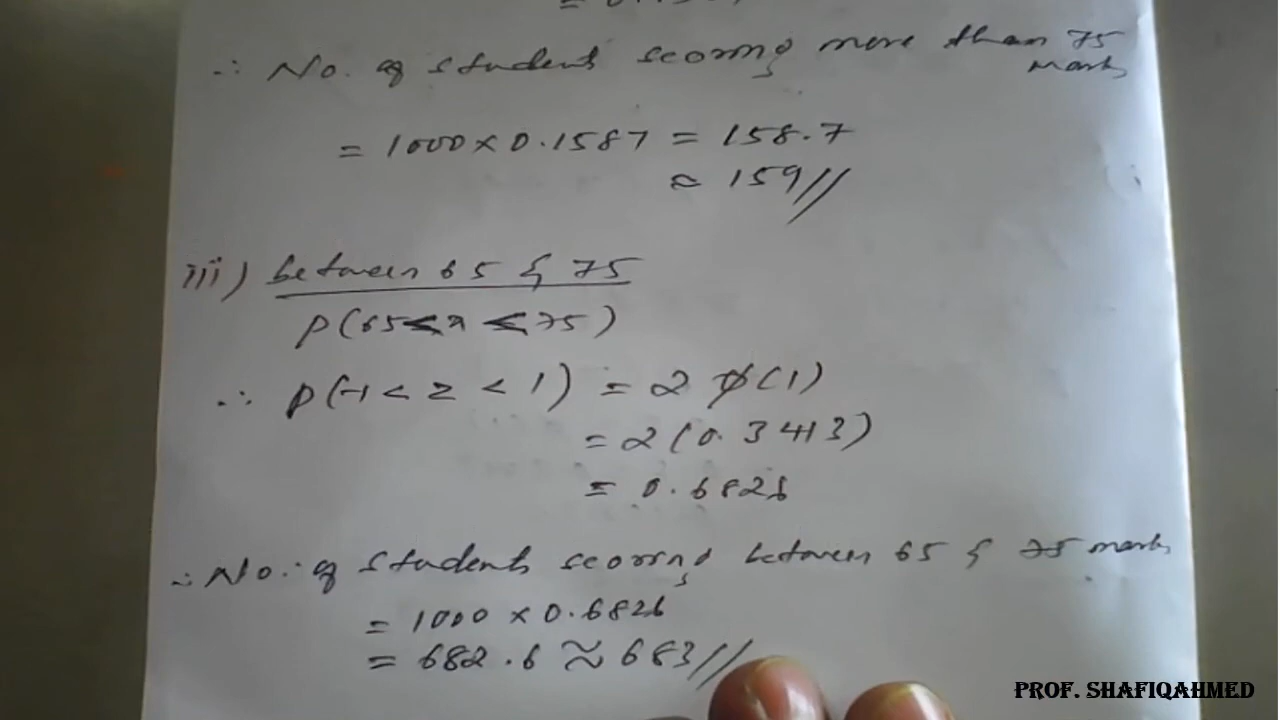 ∴ No. of student scoring more than 75
marks
= 1000 × 0.1587 = 158.7
≈ 159//
iii) between 65 & 75
P(65 < x < 75)
∴ P(-1 < z < 1) = 2 φ(1)
= 2(0.3413)
= 0.6826
∴ No. of students scoring between 65 & 75 marks
= 1000 × 0.6826
= 682.6 ≈ 683//
PROF. SHAFIQAHMED